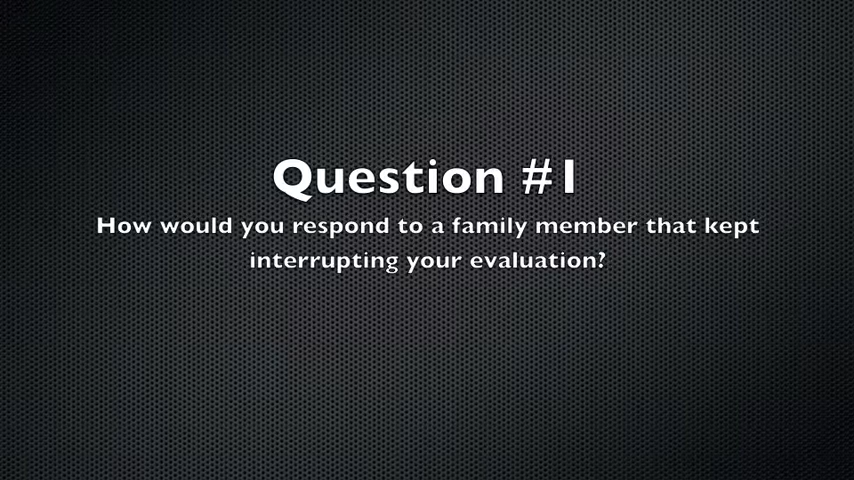 Question #1
How would you respond to a family member that kept
interrupting your evaluation?